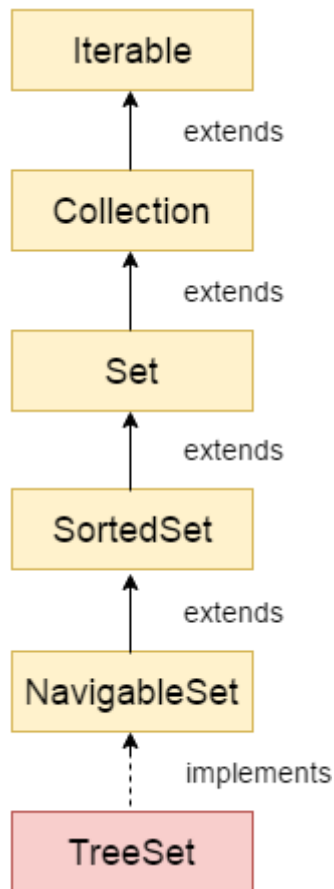 Iterable
extends
Collection
extends
Set
extends
SortedSet
extends
NavigableSet
implements
TreeSet